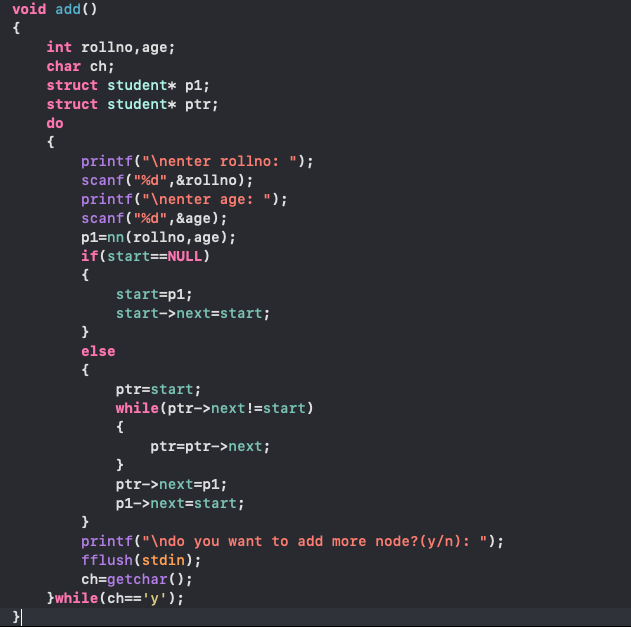 void add()
{
    int rollno,age;
    char ch;
    struct student* p1;
    struct student* ptr;
    do
    {
        printf("\nenter rollno: ");
        scanf("%d",&rollno);
        printf("\nenter age: ");
        scanf("%d",&age);
        p1=nn(rollno,age);
        if(start==NULL)
        {
            start=p1;
            start->next=start;
        }
        else
        {
            ptr=start;
            while(ptr->next!=start)
            {
                ptr=ptr->next;
            }
            ptr->next=p1;
            p1->next=start;
        }
        printf("\ndo you want to add more node?(y/n): ");
        fflush(stdin);
        ch=getchar();
    }while(ch=='y');
}